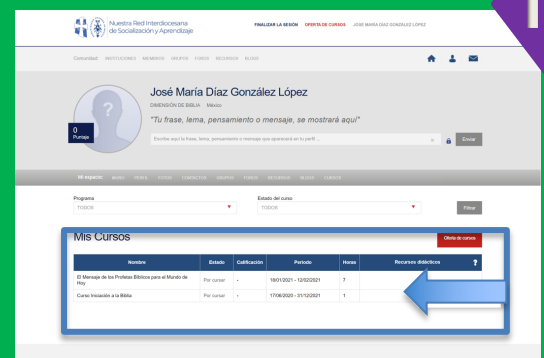 Nuestra Red Interdiocesana
de Socialización y Aprendizaje
FINALIZAR LA SESIÓN OFERTA DE CURSOS JOSÉ MARÍA DÍAZ GONZÁLEZ LÓPEZ
Comunidad: INSTITUCIONES MIEMBROS GRUPOS FOROS RECURSOS BLOGS
José María Díaz González López
DIMENSIÓN DE BIBLIA México
"Tu frase, lema, pensamiento o mensaje, se mostrará aquí"
?
0
Puntaje
Escribe aquí tu frase, lema, pensamiento o mensaje que aparecerá en tu perfil ...
Enviar
Mi espacio: MURO PERFIL FOTOS CONTACTOS GRUPOS FOROS RECURSOS BLOGS CURSOS
Programa Estado del curso
TODOS TODOS Filtrar
Mis Cursos Oferta de cursos
Nombre Estado Calificación Periodo Horas Recursos didácticos ?
El Mensaje de los Profetas Bíblicos para el Mundo de
Hoy Por cursar - 18/01/2021 - 12/02/2021 7
Curso Iniciación a la Biblia Por cursar - 17/06/2020 - 31/12/2021 1